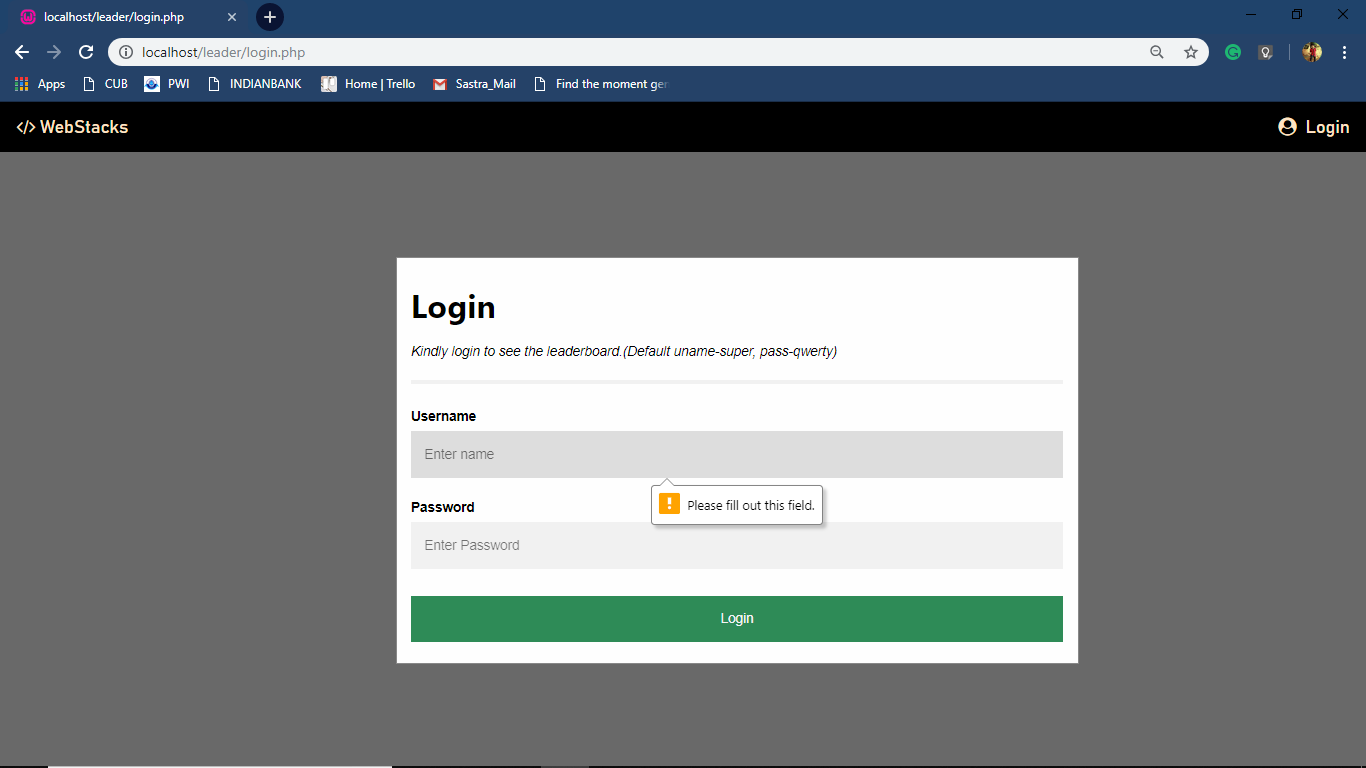 localhost/leader/login.php
localhost/leader/login.php
Apps CUB PWI INDIANBANK Home | Trello Sastra_Mail Find the moment ger
</> WebStacks Login
Login
Kindly login to see the leaderboard.(Default uname-super, pass-qwerty)
Username
Enter name
Please fill out this field.
Password
Enter Password
Login